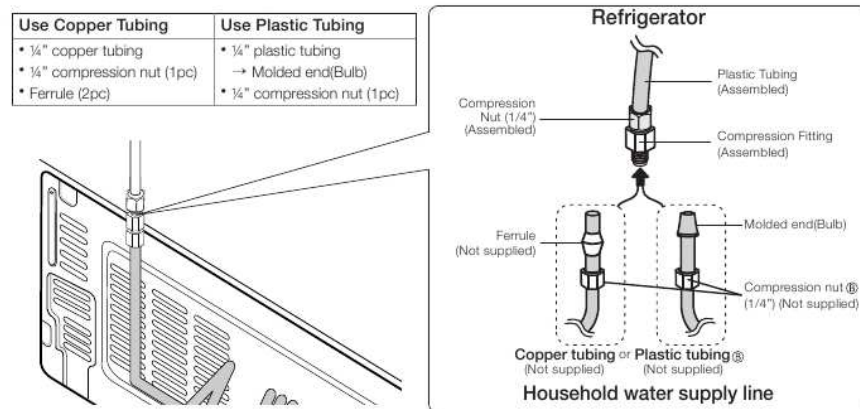 Use Copper Tubing
Use Plastic Tubing
• ¼” copper tubing
• ¼” compression nut (1pc)
• Ferrule (2pc)
• ¼” plastic tubing
→ Molded end(Bulb)
• ¼” compression nut (1pc)
Refrigerator
Plastic Tubing
(Assembled)
Compression
Nut (1/4”)
(Assembled)
Compression Fitting
(Assembled)
Ferrule
(Not supplied)
Molded end(Bulb)
Compression nut Ⓑ
(1/4”) (Not supplied)
Copper tubing or Plastic tubing Ⓑ
(Not supplied) (Not supplied)
Household water supply line